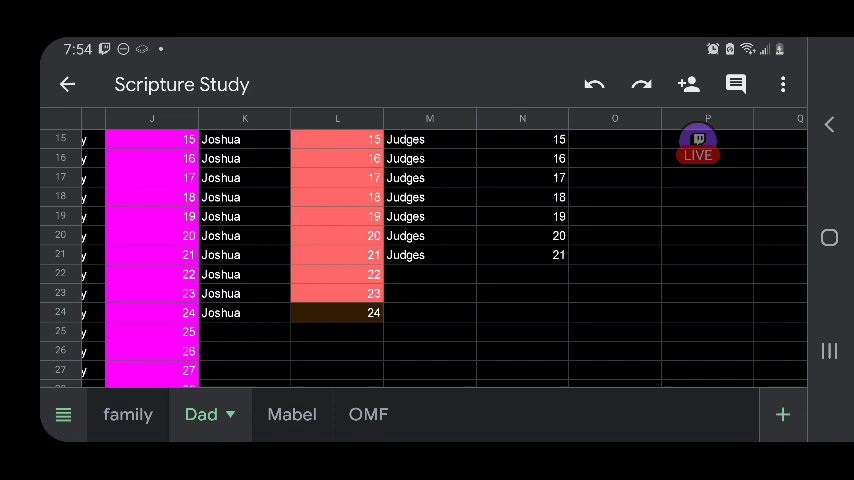 7:54
Scripture Study
J K L M N O P Q
15 y 15 Joshua 15 Judges 15
LIVE
16 y 16 Joshua 16 Judges 16
17 y 17 Joshua 17 Judges 17
18 y 18 Joshua 18 Judges 18
19 y 19 Joshua 19 Judges 19
20 y 20 Joshua 20 Judges 20
21 y 21 Joshua 21 Judges 21
22 y 22 Joshua 22
23 y 23 Joshua 23
24 y 24 Joshua 24
25 y 25
26 y 26
27 y 27
family Dad Mabel OMF